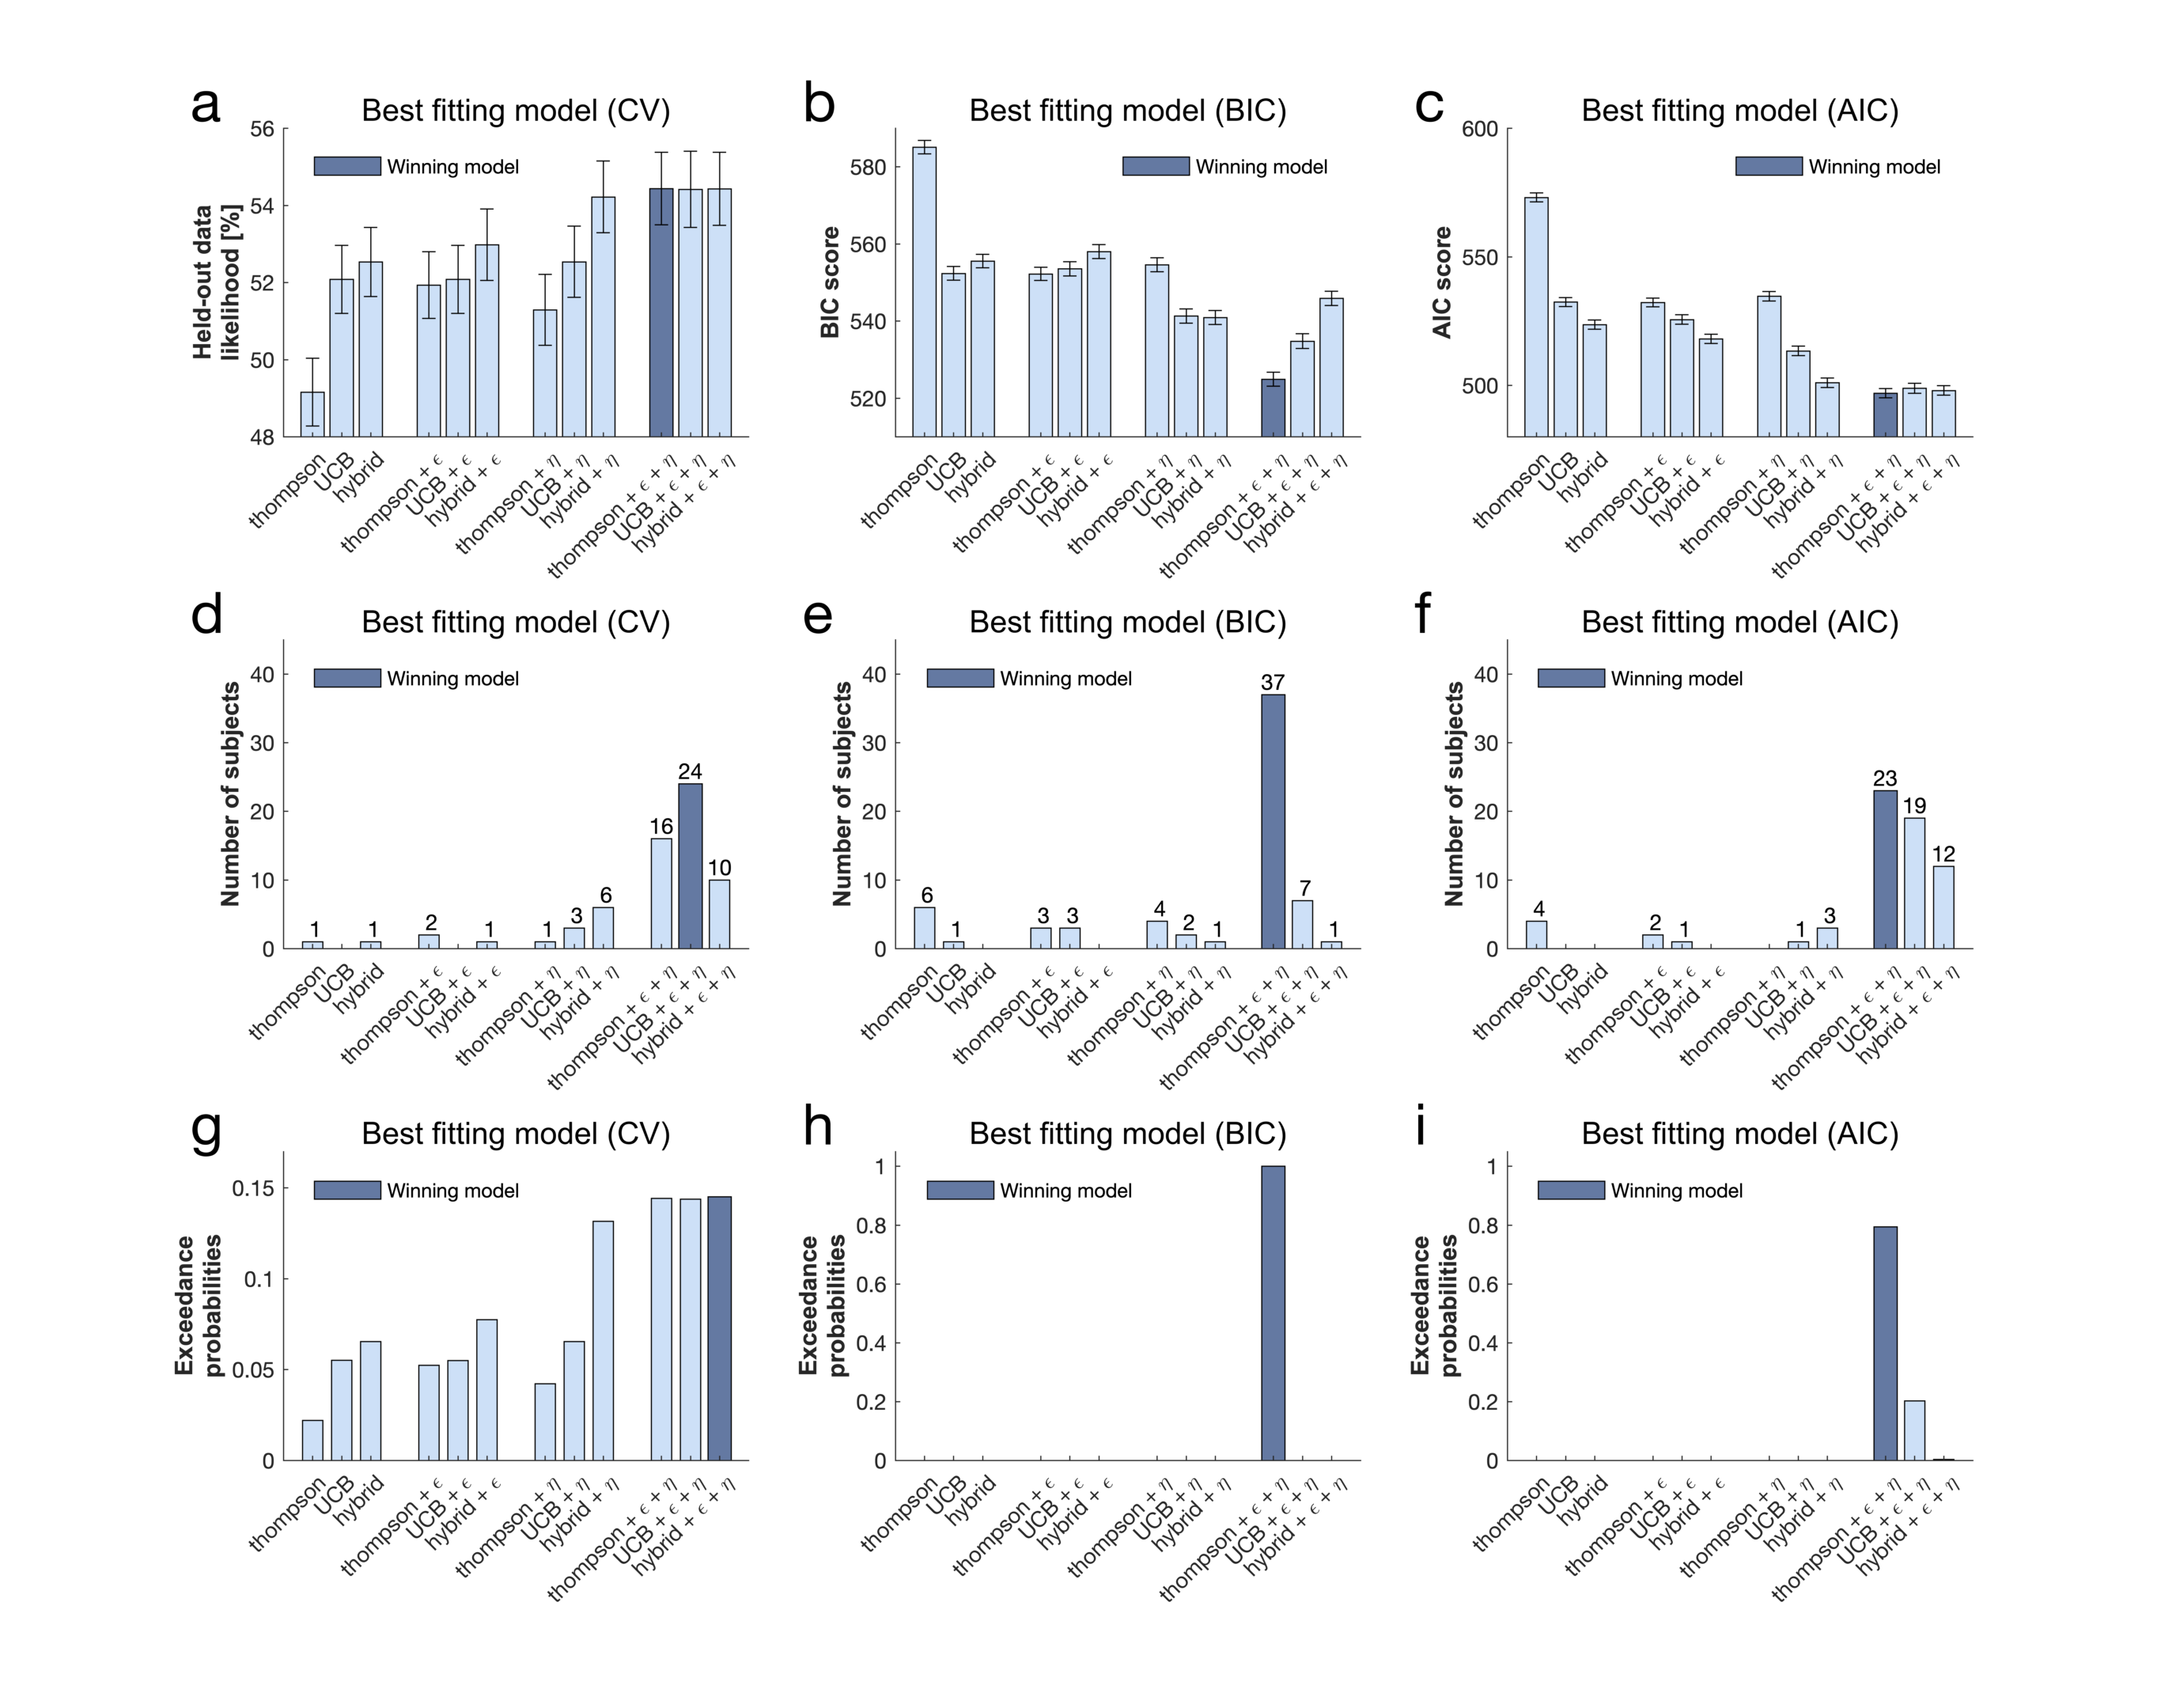 a
Best fitting model (CV)
56
54
52
50
48
Held-out data
likelihood [%]
Winning model
thompson
UCB
hybrid
thompson + ϵ
UCB + ϵ
hybrid + ϵ
thompson + η
UCB + η
hybrid + η
thompson + ϵ + η
UCB + ϵ + η
hybrid + ϵ + η
b
Best fitting model (BIC)
580
560
540
520
BIC score
Winning model
thompson
UCB
hybrid
thompson + ϵ
UCB + ϵ
hybrid + ϵ
thompson + η
UCB + η
hybrid + η
thompson + ϵ + η
UCB + ϵ + η
hybrid + ϵ + η
c
Best fitting model (AIC)
600
550
500
AIC score
Winning model
thompson
UCB
hybrid
thompson + ϵ
UCB + ϵ
hybrid + ϵ
thompson + η
UCB + η
hybrid + η
thompson + ϵ + η
UCB + ϵ + η
hybrid + ϵ + η
d
Best fitting model (CV)
40
30
20
10
0
Number of subjects
Winning model
1
1
2
1
1
3
6
16
24
10
thompson
UCB
hybrid
thompson + ϵ
UCB + ϵ
hybrid + ϵ
thompson + η
UCB + η
hybrid + η
thompson + ϵ + η
UCB + ϵ + η
hybrid + ϵ + η
e
Best fitting model (BIC)
40
30
20
10
0
Number of subjects
Winning model
6
1
3
3
4
2
1
37
7
1
thompson
UCB
hybrid
thompson + ϵ
UCB + ϵ
hybrid + ϵ
thompson + η
UCB + η
hybrid + η
thompson + ϵ + η
UCB + ϵ + η
hybrid + ϵ + η
f
Best fitting model (AIC)
40
30
20
10
0
Number of subjects
Winning model
4
2
1
1
3
23
19
12
thompson
UCB
hybrid
thompson + ϵ
UCB + ϵ
hybrid + ϵ
thompson + η
UCB + η
hybrid + η
thompson + ϵ + η
UCB + ϵ + η
hybrid + ϵ + η
g
Best fitting model (CV)
0.15
0.1
0.05
0
Exceedance
probabilities
Winning model
thompson
UCB
hybrid
thompson + ϵ
UCB + ϵ
hybrid + ϵ
thompson + η
UCB + η
hybrid + η
thompson + ϵ + η
UCB + ϵ + η
hybrid + ϵ + η
h
Best fitting model (BIC)
1
0.8
0.6
0.4
0.2
0
Exceedance
probabilities
Winning model
thompson
UCB
hybrid
thompson + ϵ
UCB + ϵ
hybrid + ϵ
thompson + η
UCB + η
hybrid + η
thompson + ϵ + η
UCB + ϵ + η
hybrid + ϵ + η
i
Best fitting model (AIC)
1
0.8
0.6
0.4
0.2
0
Exceedance
probabilities
Winning model
thompson
UCB
hybrid
thompson + ϵ
UCB + ϵ
hybrid + ϵ
thompson + η
UCB + η
hybrid + η
thompson + ϵ + η
UCB + ϵ + η
hybrid + ϵ + η